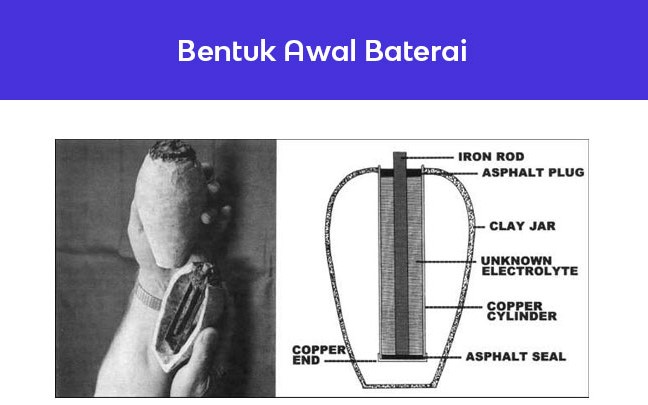 Bentuk Awal Baterai
IRON ROD
ASPHALT PLUG
CLAY JAR
UNKNOWN
ELECTROLYTE
COPPER
CYLINDER
COPPER
END
ASPHALT SEAL